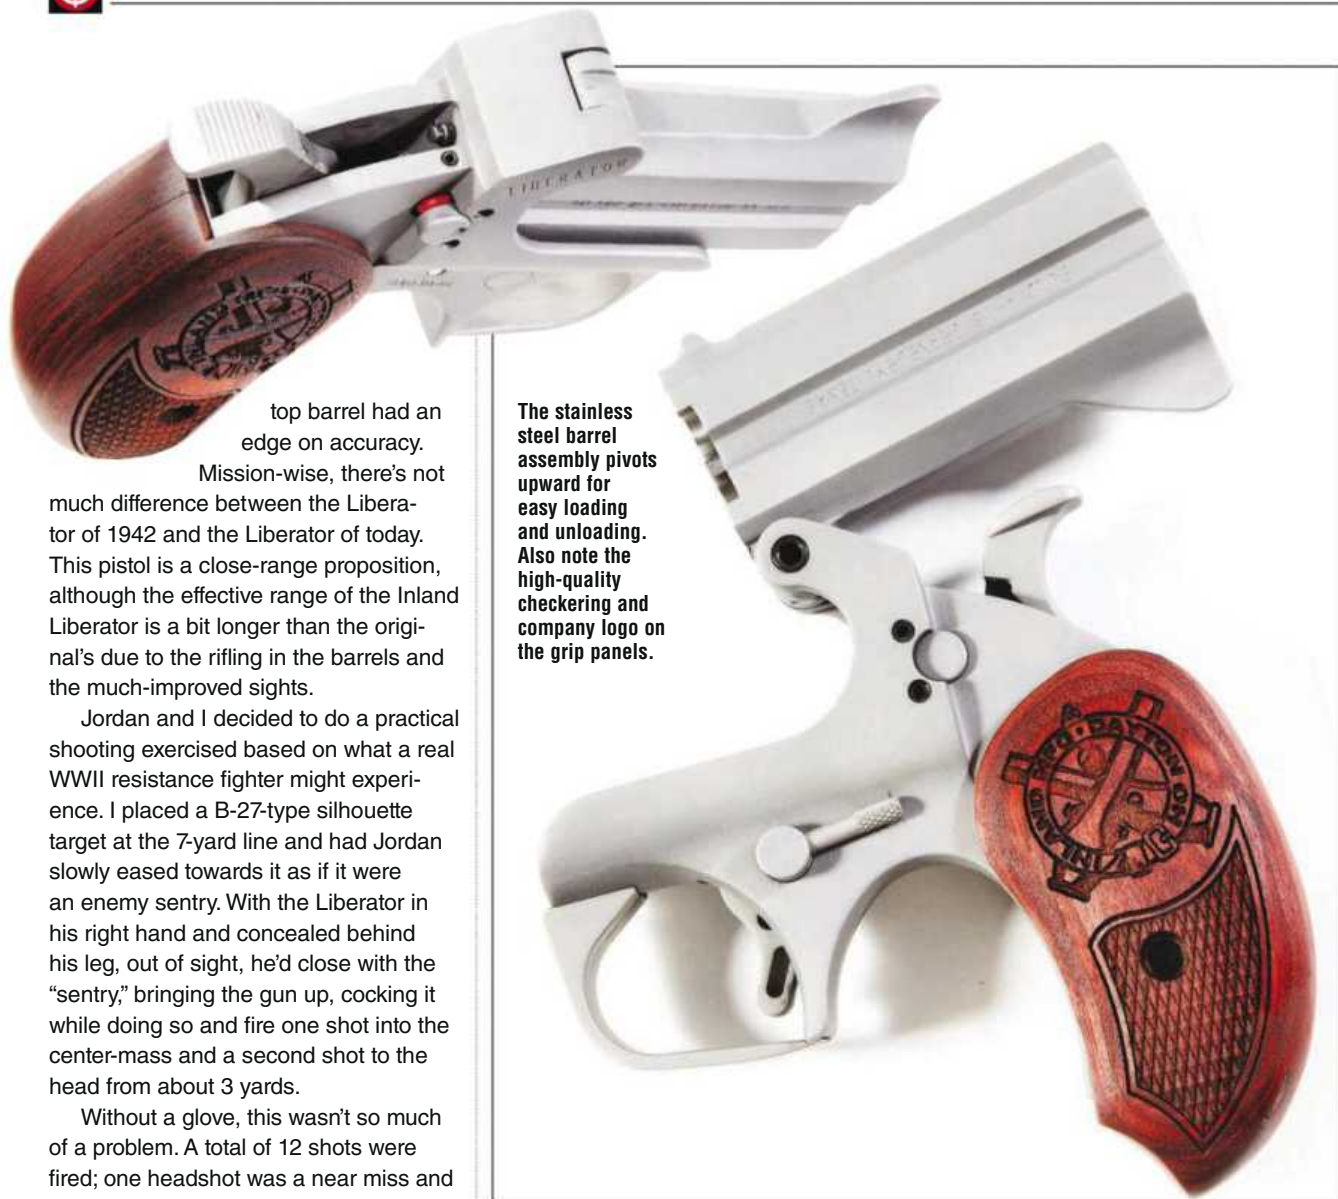 LIBERATOR
top barrel had an
edge on accuracy.
Mission-wise, there's not
much difference between the Libera-
tor of 1942 and the Liberator of today.
This pistol is a close-range proposition,
although the effective range of the Inland
Liberator is a bit longer than the origi-
nal's due to the rifling in the barrels and
the much-improved sights.
Jordan and I decided to do a practical
shooting exercised based on what a real
WWII resistance fighter might experi-
ence. I placed a B-27-type silhouette
target at the 7-yard line and had Jordan
slowly eased towards it as if it were
an enemy sentry. With the Liberator in
his right hand and concealed behind
his leg, out of sight, he'd close with the
“sentry,” bringing the gun up, cocking it
while doing so and fire one shot into the
center-mass and a second shot to the
head from about 3 yards.
Without a glove, this wasn't so much
of a problem. A total of 12 shots were
fired; one headshot was a near miss and
The stainless
steel barrel
assembly pivots
upward for
easy loading
and unloading.
Also note the
high-quality
checkering and
company logo on
the grip panels.
INLAND MFG • DAYTON OH